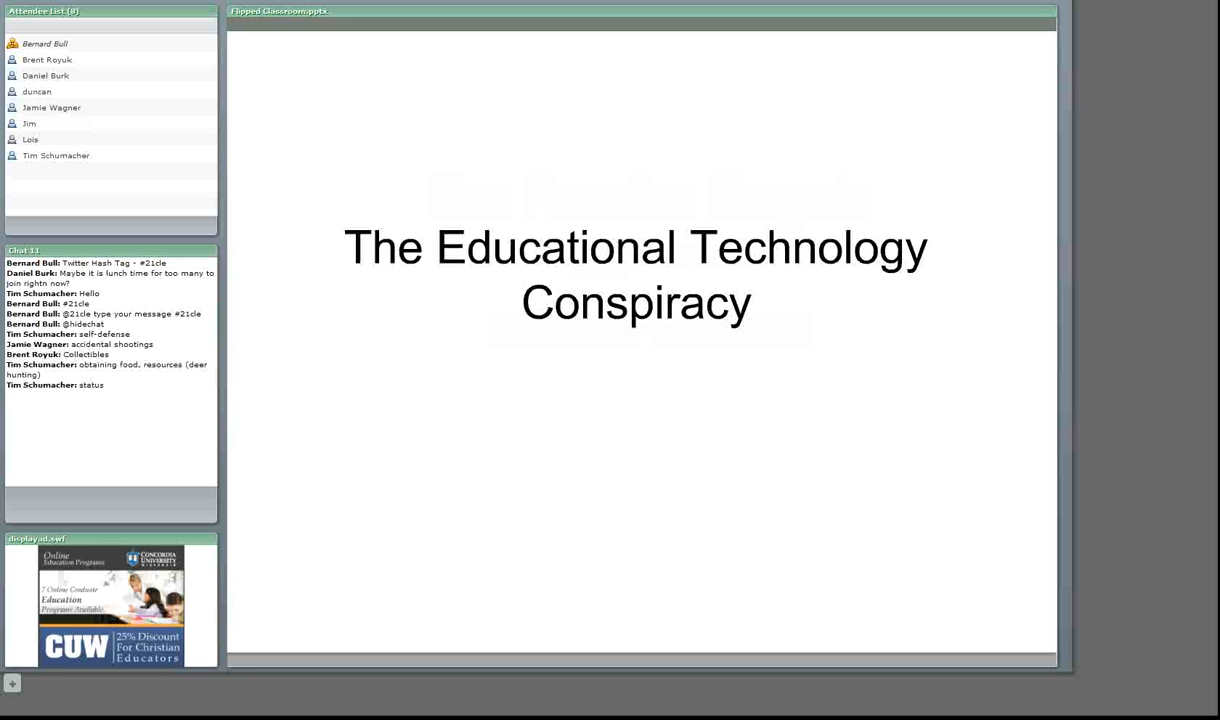 Attendee List (8)
Bernard Bull
Brent Royuk
Daniel Burk
duncan
Jamie Wagner
Jim
Lois
Tim Schumacher
Chat 11
Bernard Bull: Twitter Hash Tag - #21cle
Daniel Burk: Maybe it is lunch time for too many to
join rightn now?
Tim Schumacher: Hello
Bernard Bull: #21cle
Bernard Bull: @21cle type your message #21cle
Bernard Bull: @hidechat
Tim Schumacher: self-defense
Jamie Wagner: accidental shootings
Brent Royuk: Collectibles
Tim Schumacher: obtaining food, resources (deer
hunting)
Tim Schumacher: status
displayad.swf
Online
Education Programs
CONCORDIA
UNIVERSITY
7 Online Graduate
Education
Programs Available.
CUW
25% Discount
For Christian
Educators
Flipped Classroom.pptx
The Educational Technology
Conspiracy